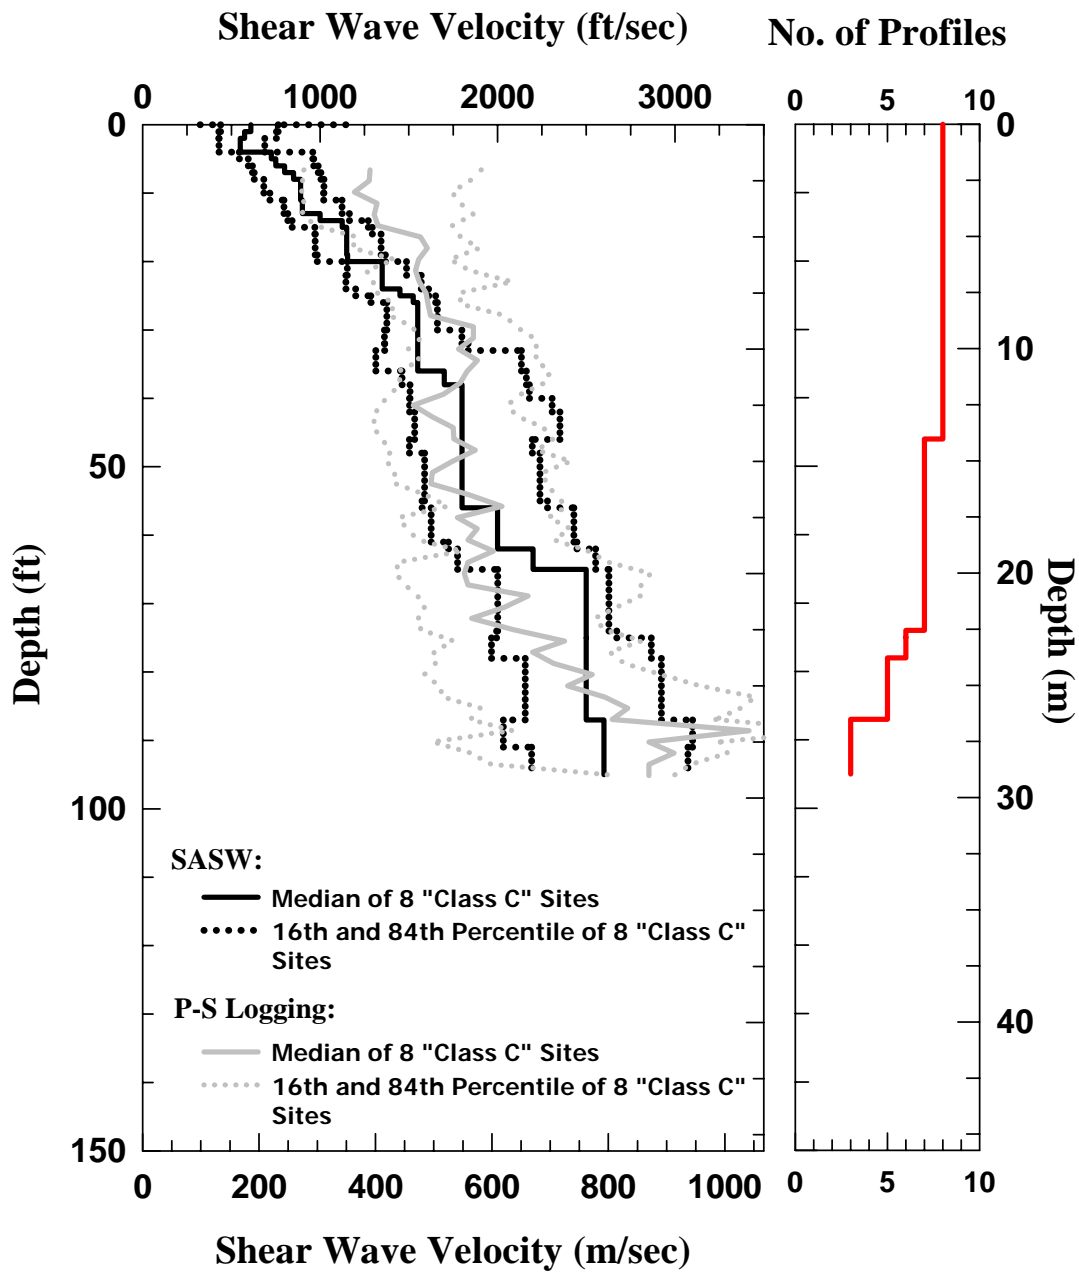 Shear Wave Velocity (ft/sec)
No. of Profiles
0 1000 2000 3000
0 5 10
0
50
100
150
Depth (ft)
0
10
20
30
40
Depth (m)
SASW:
Median of 8 "Class C" Sites
16th and 84th Percentile of 8 "Class C"
Sites
P-S Logging:
Median of 8 "Class C" Sites
16th and 84th Percentile of 8 "Class C"
Sites
0 200 400 600 800 1000
0 5 10
Shear Wave Velocity (m/sec)